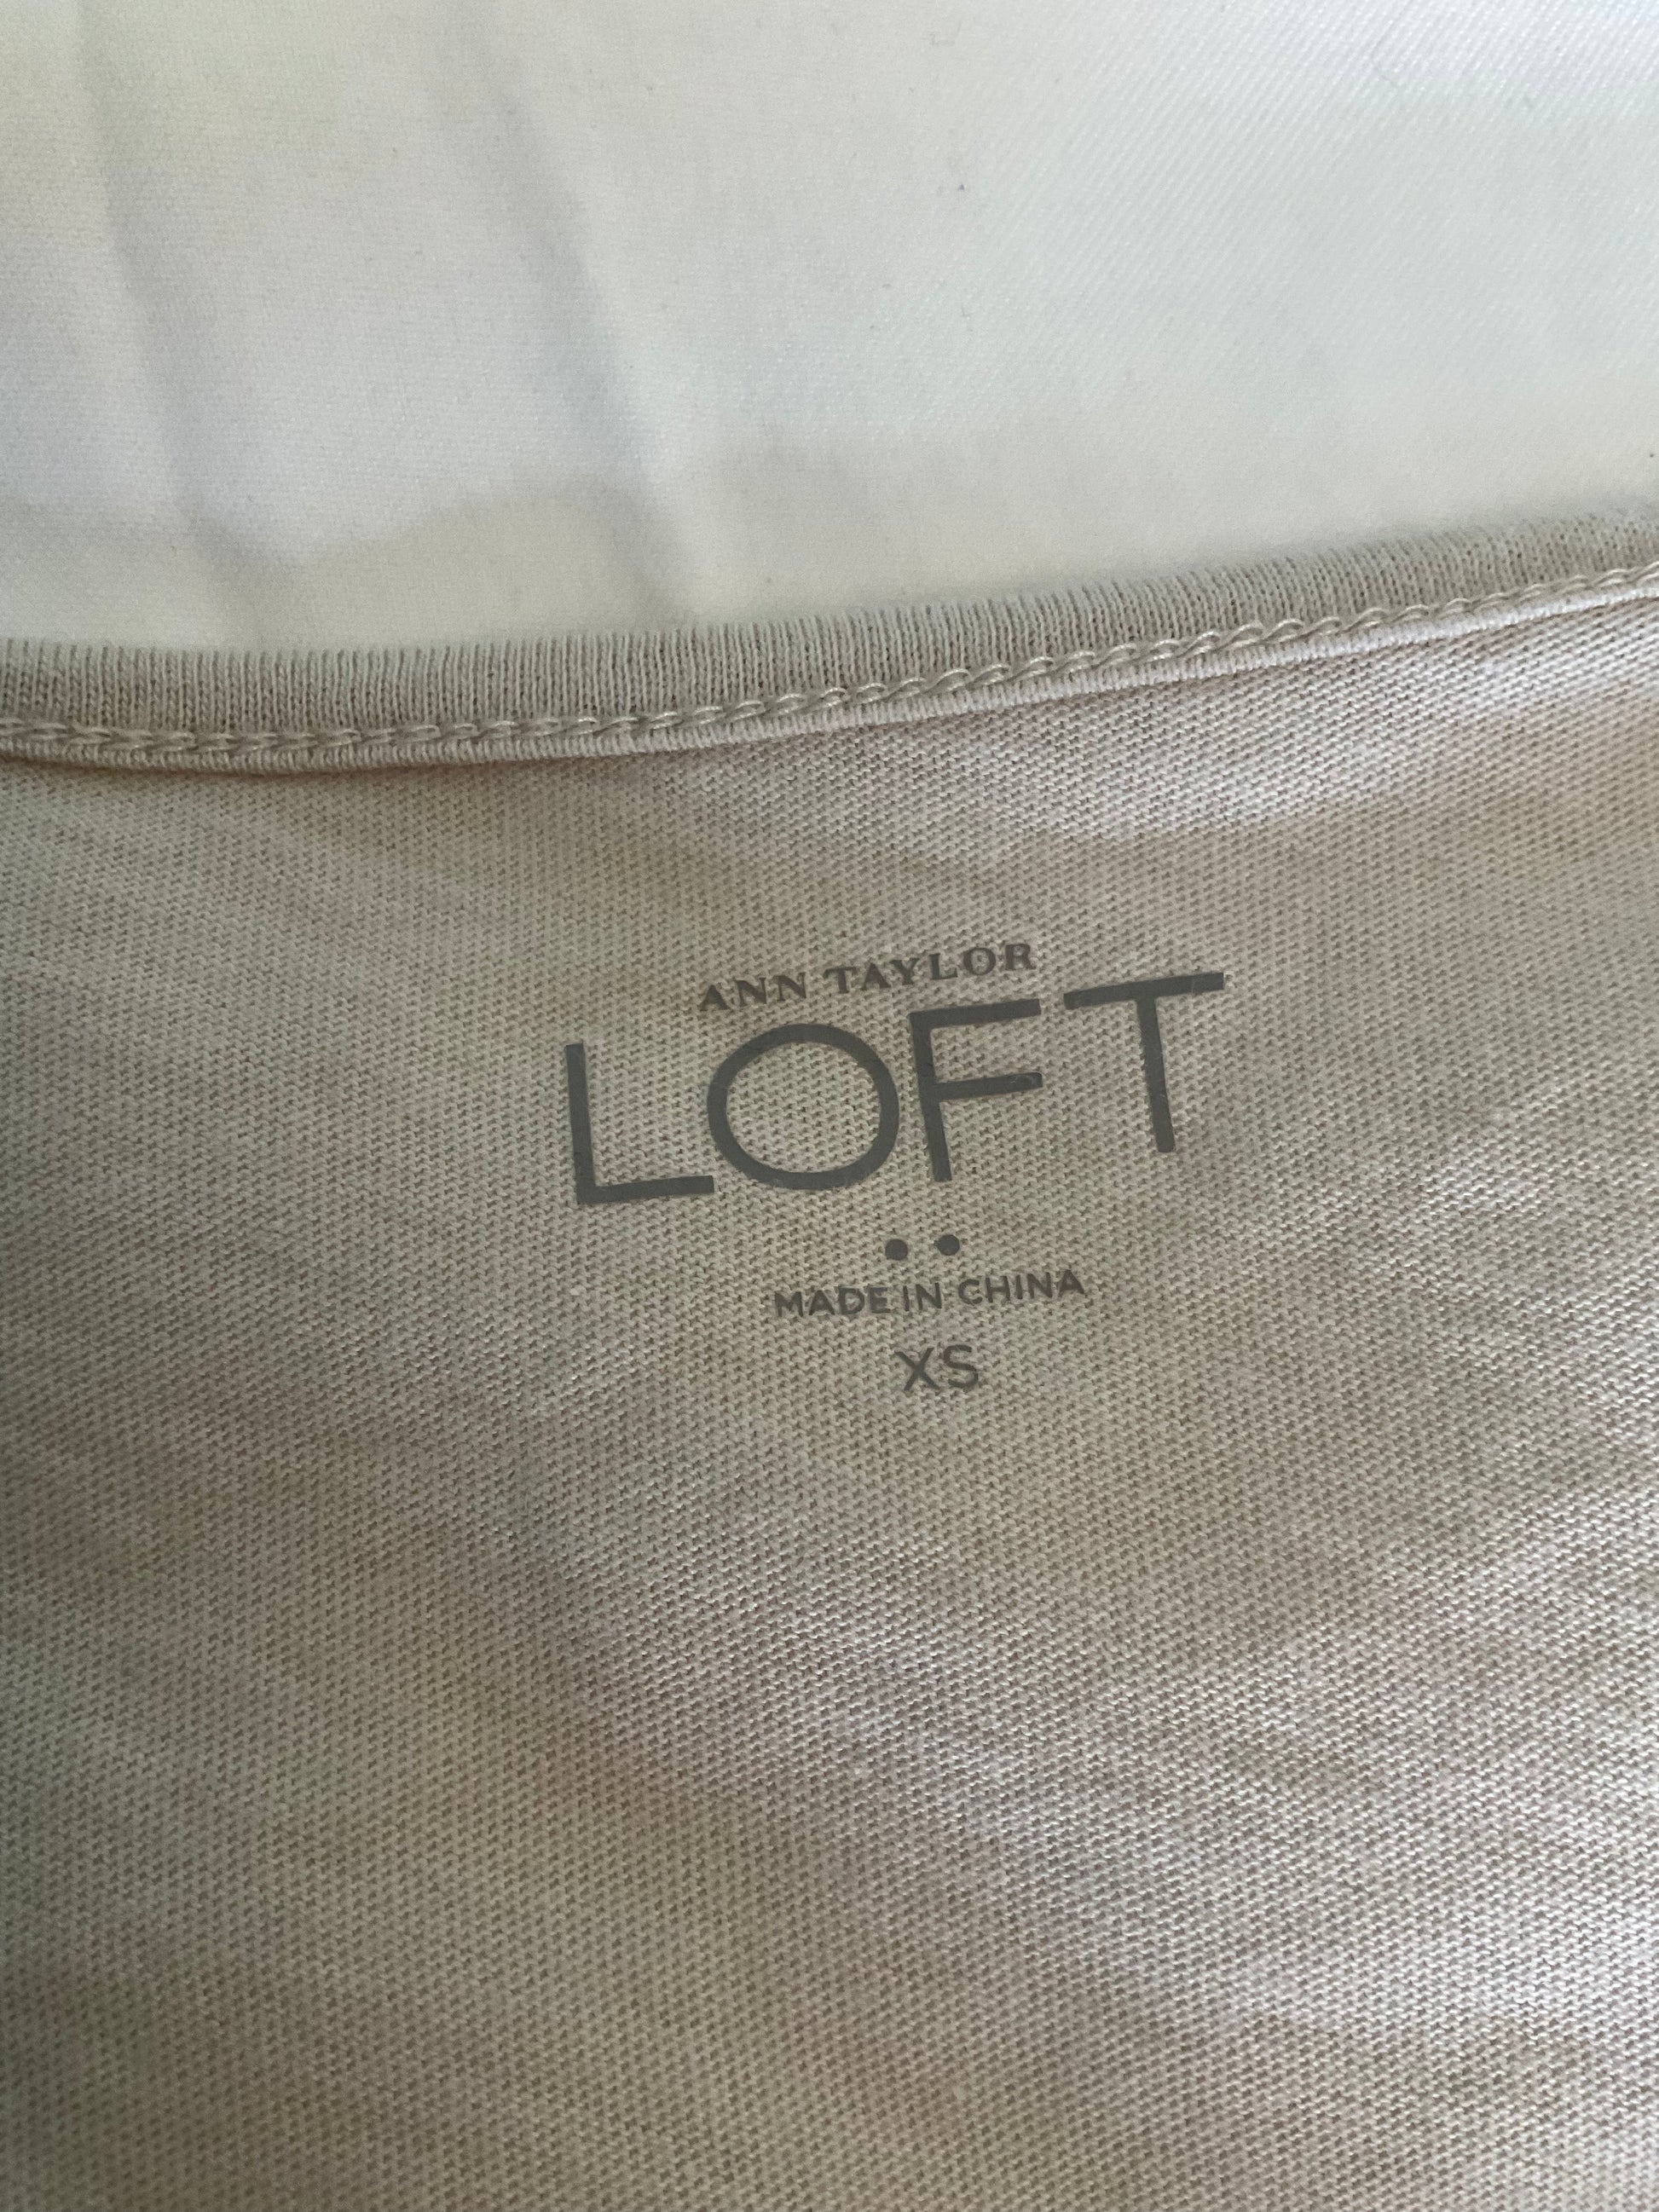 ANN TAYLOR
LOFT
MADE IN CHINA
XS